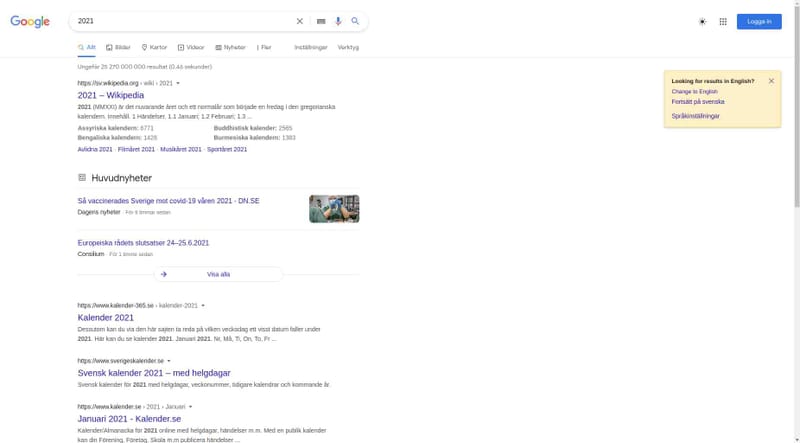 Google
2021
Logga in
Allt Bilder Kartor Videor Nyheter Fler Inställningar Verktyg
Ungefär 25 270 000 000 resultat (0,44 sekunder)
https://sv.wikipedia.org › wiki › 2021
2021 – Wikipedia
2021 (MMXXI) är det nuvarande året och ett normalår som började en fredag i den gregorianska
kalendern. Innehåll. 1 Händelser. 1.1 Januari; 1.2 Februari; 1.3 ...
Assyriska kalendern: 6771 Buddhistisk kalender: 2565
Bengaliska kalendern: 1428 Burmesiska kalendern: 1383
Avlidna 2021 · Filmåret 2021 · Musikåret 2021 · Sportåret 2021
Looking for results in English?
Change to English
Fortsätt på svenska
Språkinställningar
Huvudnyheter
Så vaccinerades Sverige mot covid-19 våren 2021 - DN.SE
Dagens nyheter · För 6 timmar sedan
Europeiska rådets slutsatser 24–25.6.2021
Consilium · För 1 timme sedan
Visa alla
https://www.kalender-365.se › kalender-2021
Kalender 2021
Dessutom kan du via den här sajten ta reda på vilken veckodag ett visst datum faller under
2021. Här kan du se kalender 2021. Januari 2021. Nr, Må, Ti, On, To, Fr ...
https://www.sverigeskalender.se
Svensk kalender 2021 – med helgdagar
Svensk kalender för 2021 med helgdagar, veckonummer, tidigare kalendrar och kommande år.
https://www.kalender.se › 2021 › Januari
Januari 2021 - Kalender.se
Kalender/Almanacka för 2021 online med helgdagar, händelser m.m. Med en publik kalender
kan din Förening, Företag, Skola m.m publicera händelser ...